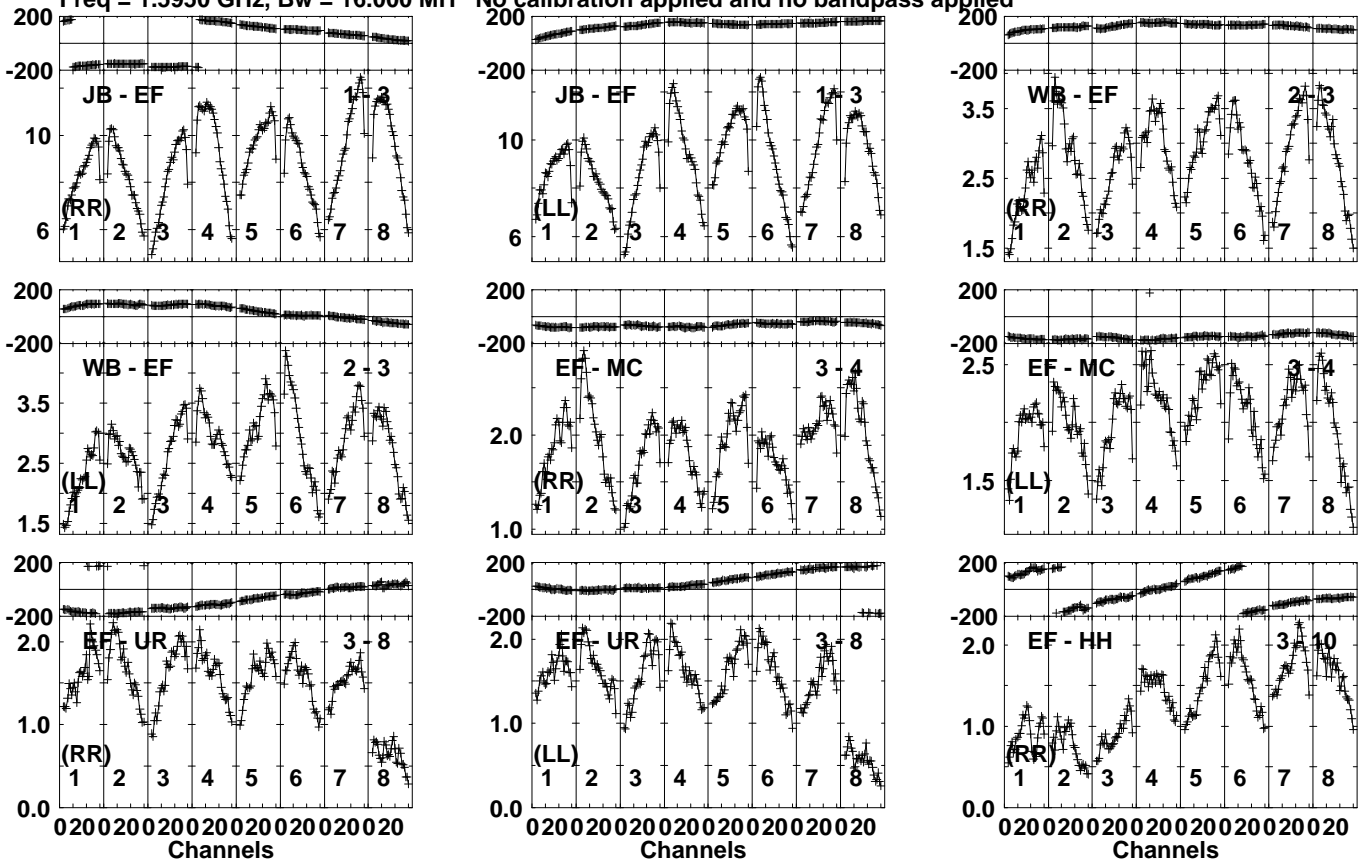 Freq = 1.5950 GHz, Bw = 16.000 MH No calibration applied and no bandpass applied
200 200 200
-200 -200 -200
JB - EF 1 - 3 JB - EF 1 - 3 WB - EF 2 - 3
10 10 3.5
2.5
(RR) (LL) (RR)
6 1 2 3 4 5 6 7 8 6 1 2 3 4 5 6 7 8 1.5 1 2 3 4 5 6 7 8
200 200 200
-200 -200 -200
WB - EF 2 - 3 EF - MC 3 - 4 EF - MC 3 - 4
3.5 2.5
2.5 2.0
(LL) (RR) (LL)
1 2 3 4 5 6 7 8 1 2 3 4 5 6 7 8 1.5 1 2 3 4 5 6 7 8
1.5 1.0
200 200 200
-200 -200 -200
EF - UR 3 - 8 EF - UR 3 - 8 EF - HH 3 - 10
2.0 2.0 2.0
1.0 1.0 1.0
(RR) (LL) (RR)
1 2 3 4 5 6 7 8 1 2 3 4 5 6 7 8 1 2 3 4 5 6 7 8
0.0 0.0 0.0
0 20 0 20 0 20 0 20 0 20 0 20 0 20 0 20 0 20 0 20 0 20 0 20 0 20 0 20 0 20 0 20 0 20 0 20 0 20 0 20 0 20 0 20 0 20 0 20
Channels Channels Channels